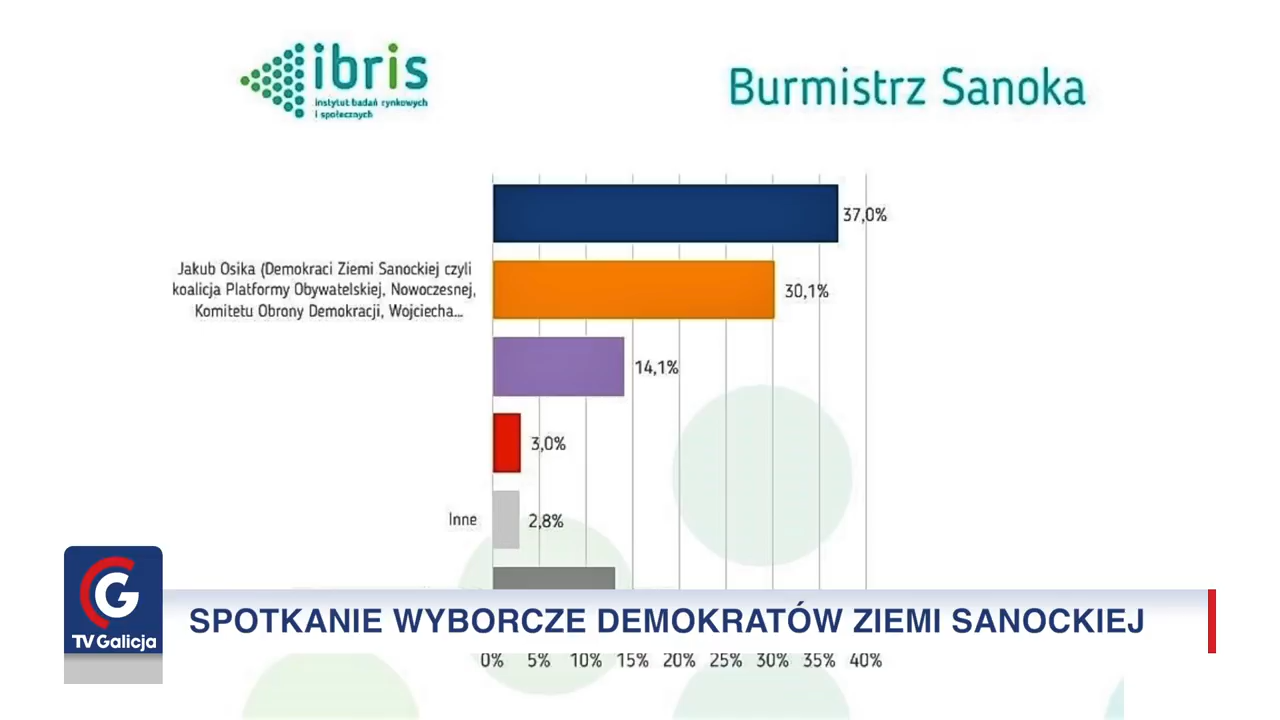 ibris
instytut badań rynkowych
i społecznych
Burmistrz Sanoka
37,0%
Jakub Osika (Demokraci Ziemi Sanockiej czyli
koalicja Platformy Obywatelskiej, Nowoczesnej,
Komitetu Obrony Demokracji, Wojciecha...
30,1%
14,1%
3,0%
Inne
2,8%
G
TV Galicja
SPOTKANIE WYBORCZE DEMOKRATÓW ZIEMI SANOCKIEJ
0% 5% 10% 15% 20% 25% 30% 35% 40%